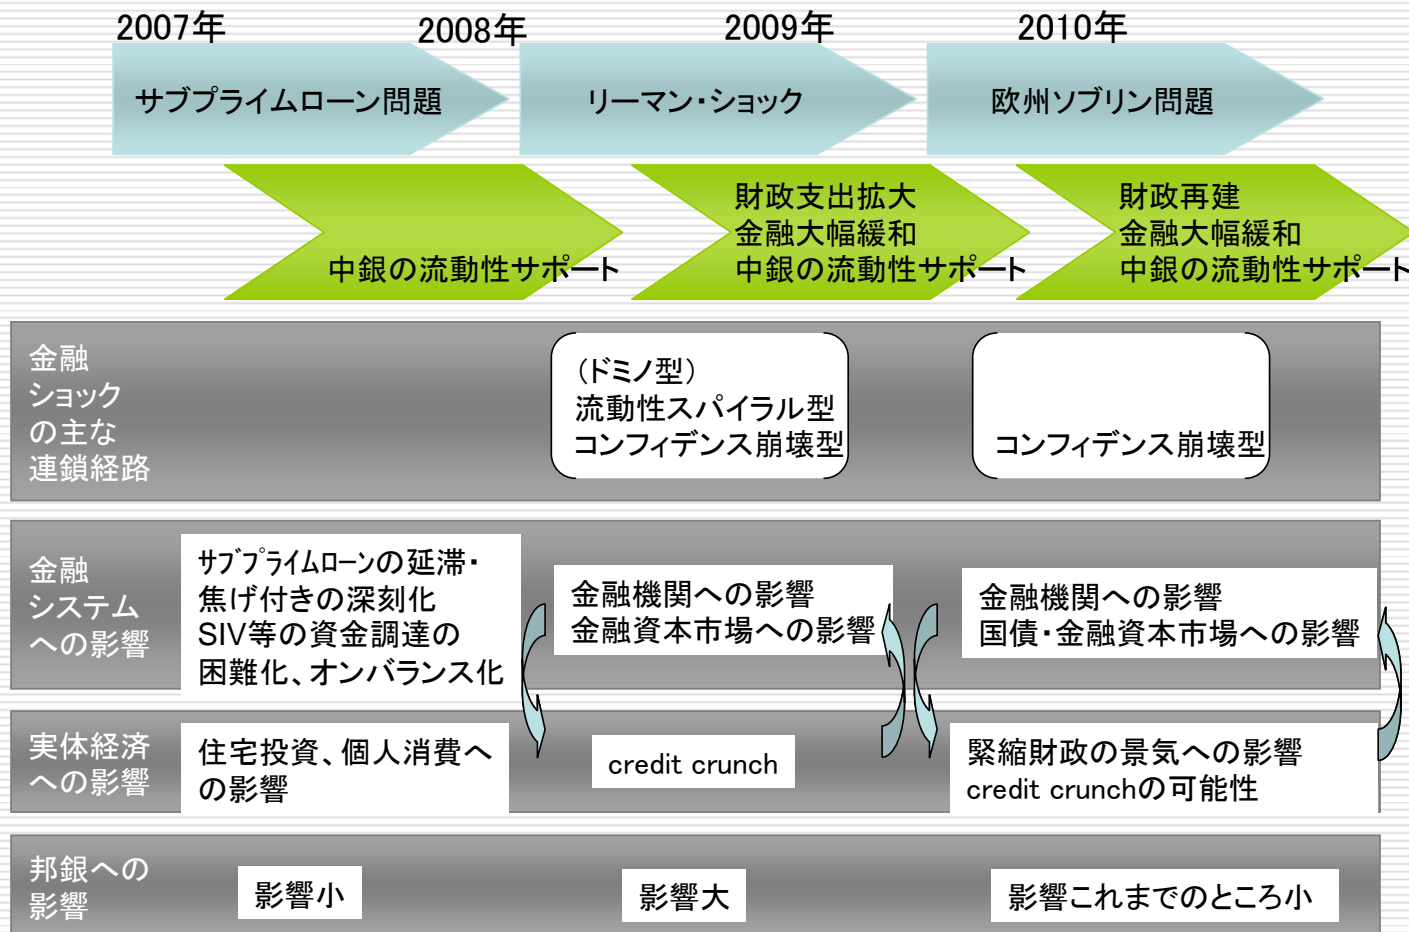 2007年
2008年
2009年
2010年
サブプライムローン問題
リーマン・ショック
欧州ソブリン問題
中銀の流動性サポート
財政支出拡大
金融大幅緩和
中銀の流動性サポート
財政再建
金融大幅緩和
中銀の流動性サポート
金融
ショック
の主な
連鎖経路
（ドミノ型）
流動性スパイラル型
コンフィデンス崩壊型
コンフィデンス崩壊型
金融
システム
への影響
ｻﾌﾞﾌﾟﾗｲﾑﾛｰﾝの延滞・
焦げ付きの深刻化
SIV等の資金調達の
困難化、オンバランス化
金融機関への影響
金融資本市場への影響
金融機関への影響
国債・金融資本市場への影響
実体経済
への影響
住宅投資、個人消費へ
の影響
credit crunch
緊縮財政の景気への影響
credit crunchの可能性
邦銀への
影響
影響小
影響大
影響これまでのところ小